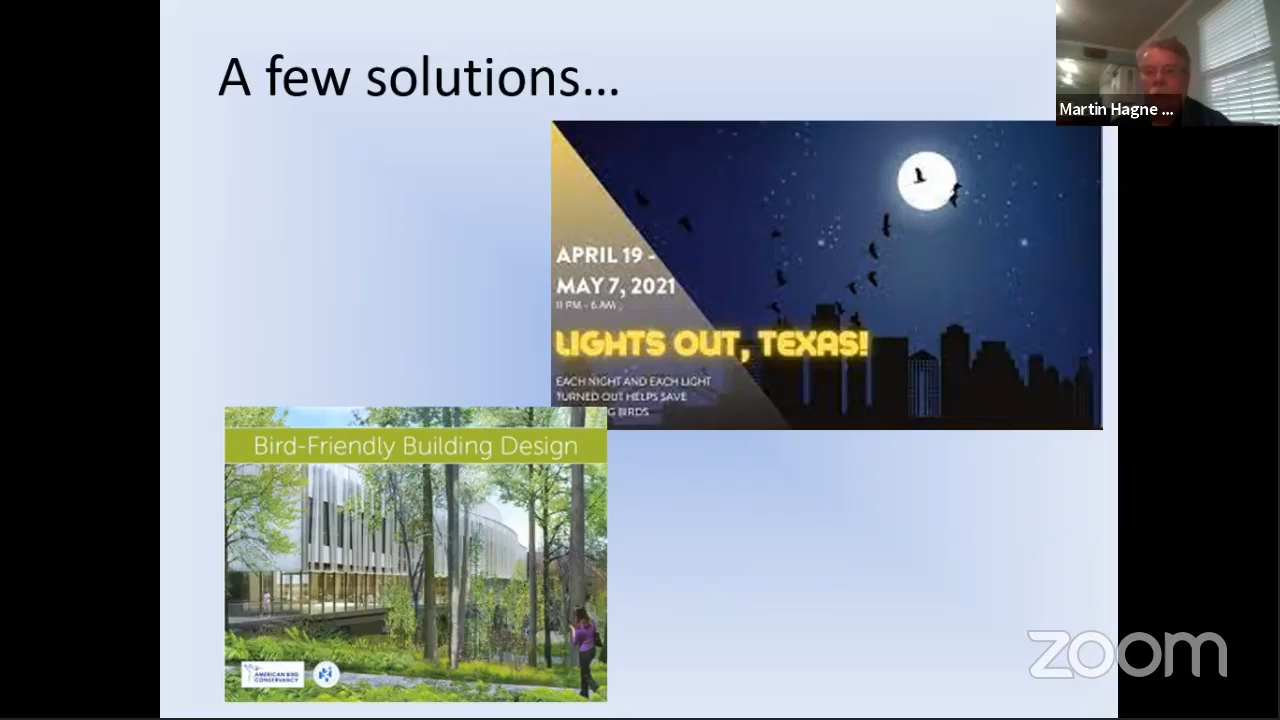 A few solutions...
Martin Hagne ...
APRIL 19 -
MAY 7, 2021
11 PM - 6 AM
LIGHTS OUT, TEXAS!
EACH NIGHT AND EACH LIGHT
TURNED OUT HELPS SAVE
BIRDS
Bird-Friendly Building Design
AMERICAN BIRD
CONSERVANCY
zoom